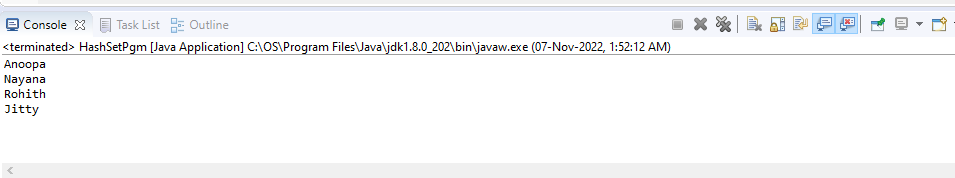 Console Task List Outline
<terminated> HashSetPgm [Java Application] C:\OS\Program Files\Java\jdk1.8.0_202\bin\javaw.exe (07-Nov-2022, 1:52:12 AM)
Anoopa
Nayana
Rohith
Jitty